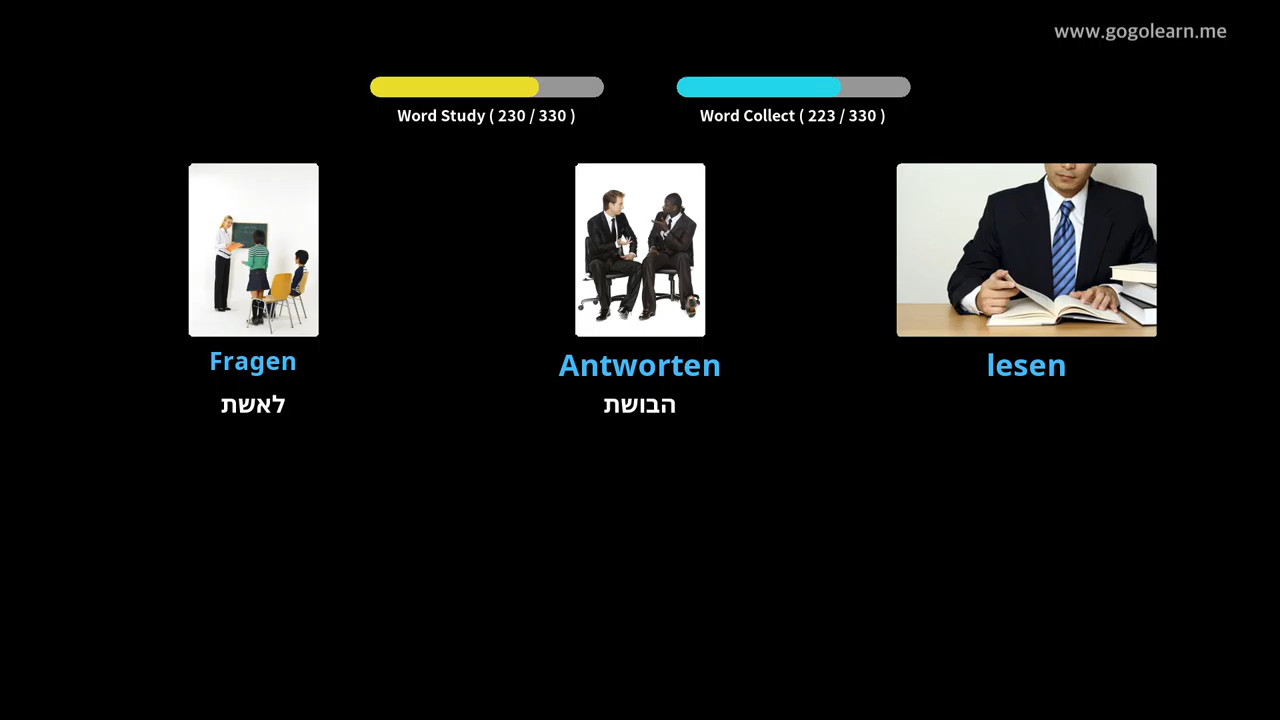 www.gogolearn.me
Word Study ( 230 / 330 )
Word Collect ( 223 / 330 )
Fragen
Antworten
lesen
לאשת
הבושת